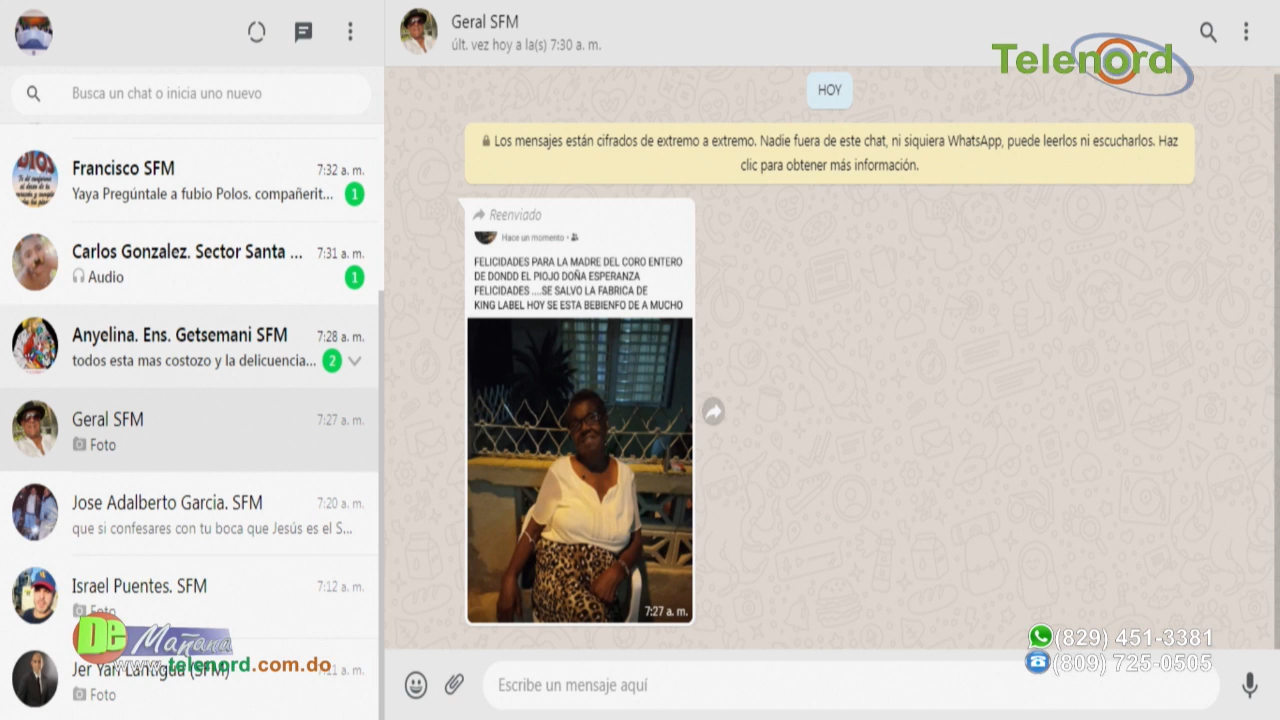 Geral SFM
últ. vez hoy a la(s) 7:30 a. m.
Telenord
Busca un chat o inicia uno nuevo
HOY
Los mensajes están cifrados de extremo a extremo. Nadie fuera de este chat, ni siquiera WhatsApp, puede leerlos ni escucharlos. Haz
clic para obtener más información.
Francisco SFM 7:32 a. m.
Yaya Pregúntale a fubio Polos. compañerit... 1
Carlos Gonzalez. Sector Santa ... 7:31 a. m.
Audio 1
Anyelina. Ens. Getsemani SFM 7:28 a. m.
todos esta mas costozo y la delicuencia... 2
Geral SFM 7:27 a. m.
Foto
Jose Adalberto Garcia. SFM 7:20 a. m.
que si confesares con tu boca que Jesús es el S...
Israel Puentes. SFM 7:12 a. m.
Foto
De Mañana
www.telenord.com.do
Jer Yan Lantigua (SFM)
Foto
Reenviado
Hace un momento
FELICIDADES PARA LA MADRE DEL CORO ENTERO
DE DONDD EL PIOJO DOÑA ESPERANZA
FELICIDADES ....SE SALVO LA FABRICA DE
KING LABEL HOY SE ESTA BEBIENFO DE A MUCHO
7:27 a. m.
(829) 451-3381
(809) 725-0505
Escribe un mensaje aquí